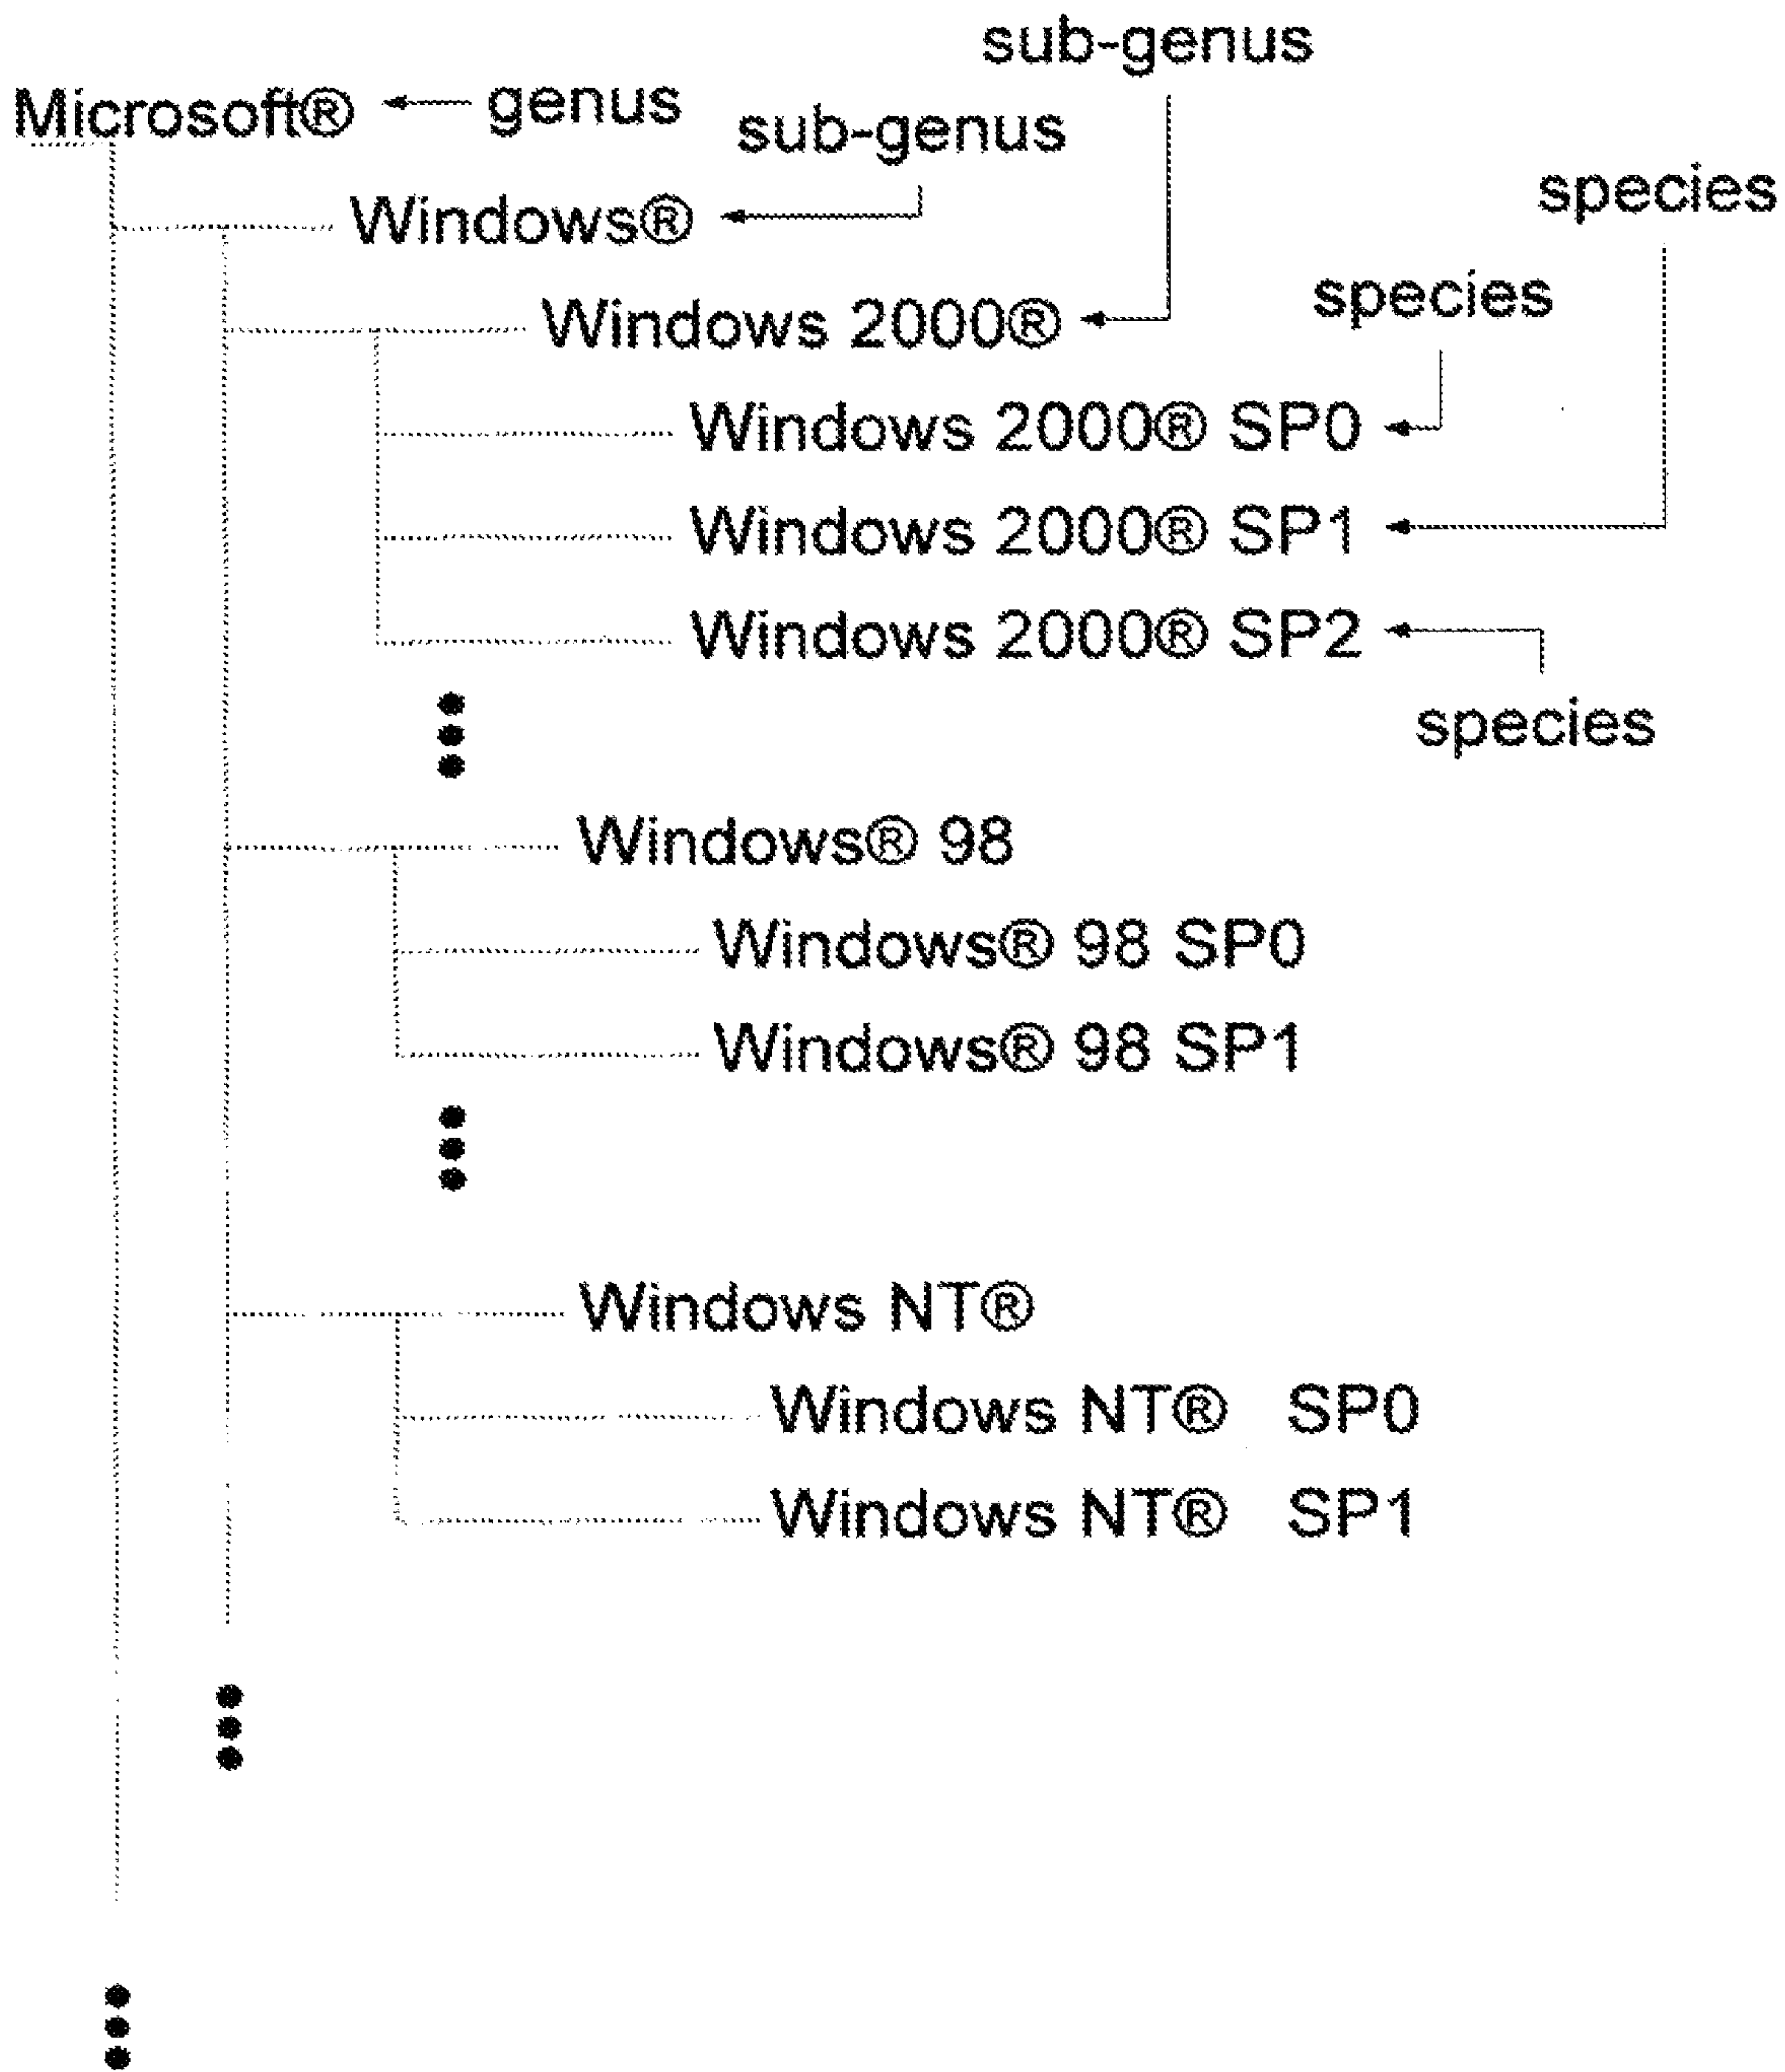 sub-genus
Microsoft® genus
sub-genus
species
Windows®
species
Windows 2000®
Windows 2000® SP0
Windows 2000® SP1
Windows 2000® SP2
species
Windows® 98
Windows® 98 SP0
Windows® 98 SP1
Windows NT®
Windows NT® SP0
Windows NT® SP1